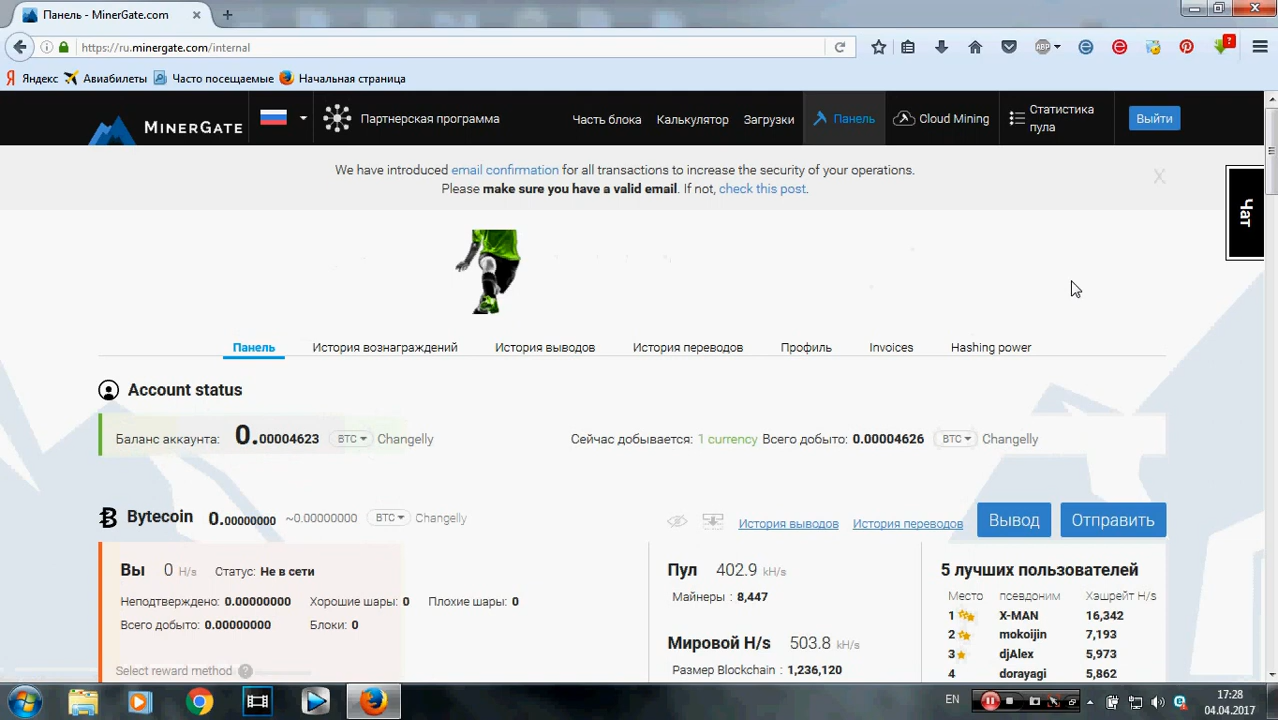 Панель - MinerGate.com
https://ru.minergate.com/internal
ABP
?
Яндекс Авиабилеты Часто посещаемые Начальная страница
MINERGATE Партнерская программа Часть блока Калькулятор Загрузки Панель Cloud Mining Статистика пула Выйти
We have introduced email confirmation for all transactions to increase the security of your operations.
Please make sure you have a valid email. If not, check this post.
X
Чат
Панель История вознаграждений История выводов История переводов Профиль Invoices Hashing power
Account status
Баланс аккаунта: 0.00004623 BTC Changelly Сейчас добывается: 1 currency Всего добыто: 0.00004626 BTC Changelly
Bytecoin 0.00000000 ~0.00000000 BTC Changelly История выводов История переводов Вывод Отправить
Вы 0 H/s Статус: Не в сети
Неподтверждено: 0.00000000 Хорошие шары: 0 Плохие шары: 0
Всего добыто: 0.00000000 Блоки: 0
Select reward method ?
Пул 402.9 kH/s
Майнеры : 8,447
Мировой H/s 503.8 kH/s
Размер Blockchain : 1,236,120
5 лучших пользователей
Место псевдоним Хэшрейт H/s
1 X-MAN 16,342
2 mokoijin 7,193
3 djAlex 5,973
4 dorayagi 5,862
EN
17:28
04.04.2017